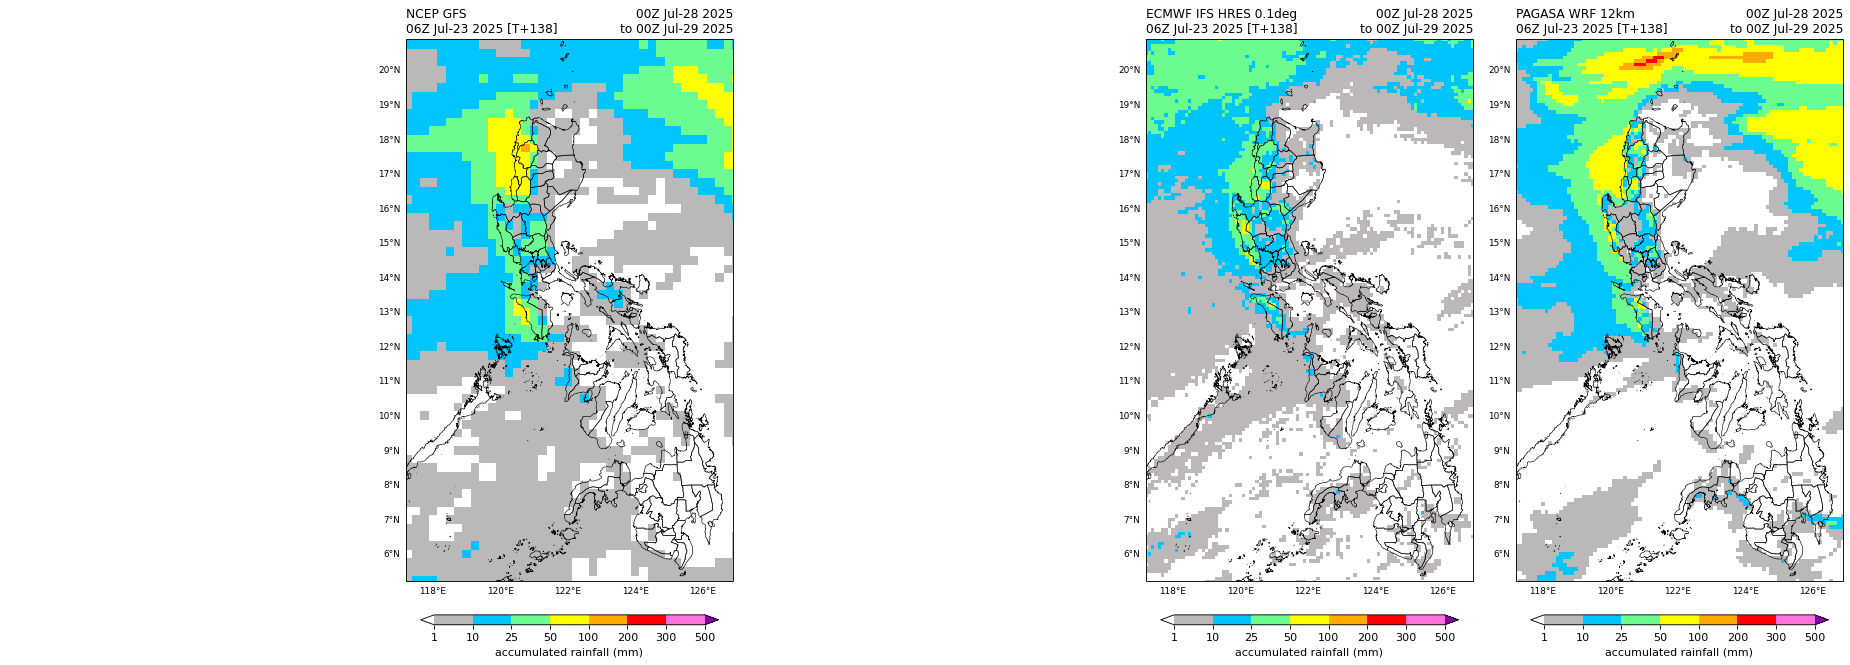 NCEP GFS 00Z Jul-28 2025
06Z Jul-23 2025 [T+138] to 00Z Jul-29 2025
20°N
19°N
18°N
17°N
16°N
15°N
14°N
13°N
12°N
11°N
10°N
9°N
8°N
7°N
6°N
118°E 120°E 122°E 124°E 126°E
1 10 25 50 100 200 300 500
accumulated rainfall (mm)
ECMWF IFS HRES 0.1deg 00Z Jul-28 2025
06Z Jul-23 2025 [T+138] to 00Z Jul-29 2025
20°N
19°N
18°N
17°N
16°N
15°N
14°N
13°N
12°N
11°N
10°N
9°N
8°N
7°N
6°N
118°E 120°E 122°E 124°E 126°E
1 10 25 50 100 200 300 500
accumulated rainfall (mm)
PAGASA WRF 12km 00Z Jul-28 2025
06Z Jul-23 2025 [T+138] to 00Z Jul-29 2025
20°N
19°N
18°N
17°N
16°N
15°N
14°N
13°N
12°N
11°N
10°N
9°N
8°N
7°N
6°N
118°E 120°E 122°E 124°E 126°E
1 10 25 50 100 200 300 500
accumulated rainfall (mm)